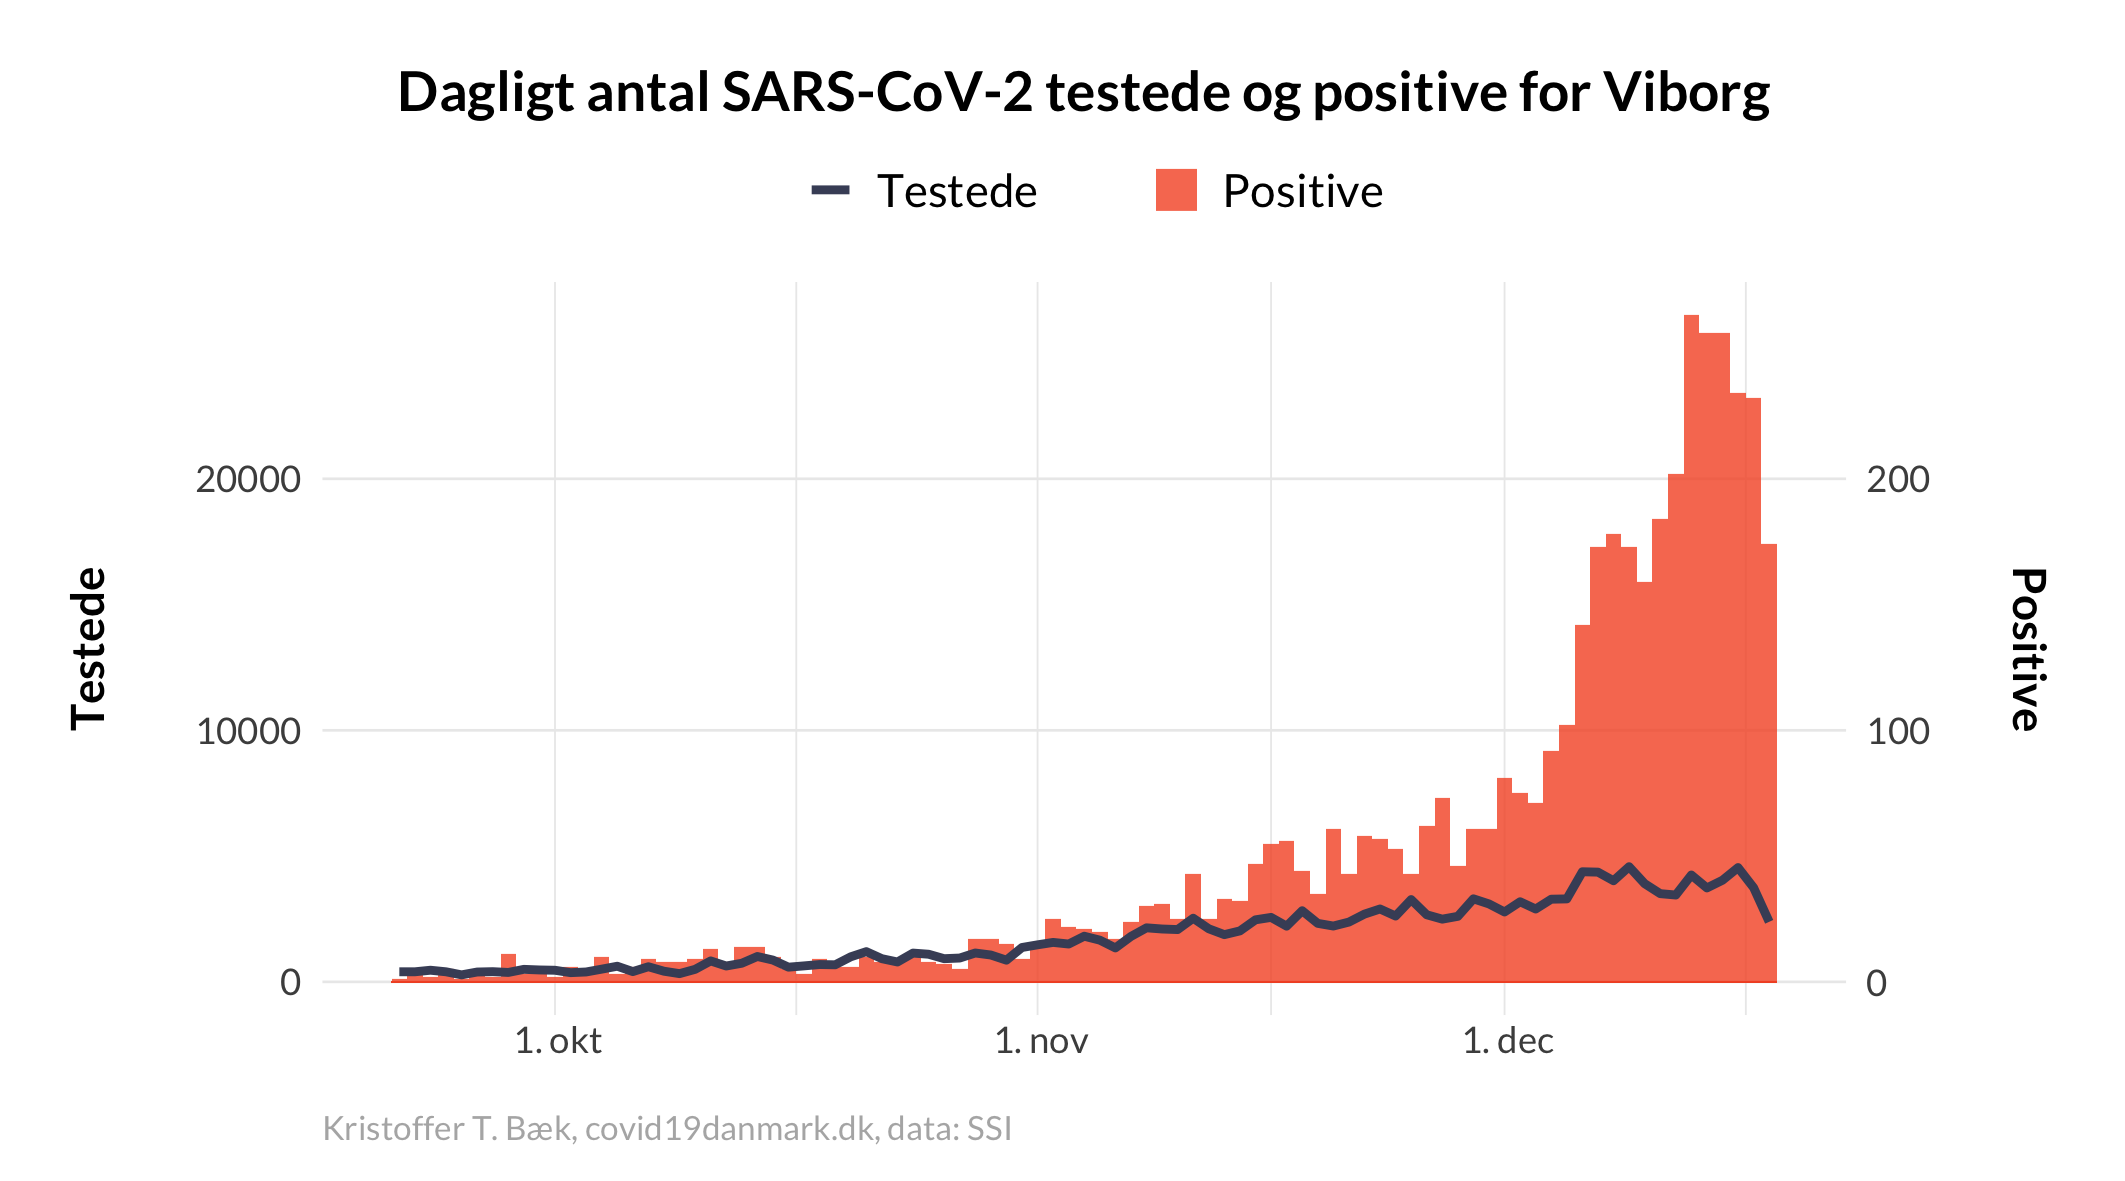 Dagligt antal SARS-CoV-2 testede og positive for Viborg
Testede
Positive
20000
10000
0
Testede
200
100
0
Positive
1. okt
1. nov
1. dec
Kristoffer T. Bæk, covid19danmark.dk, data: SSI